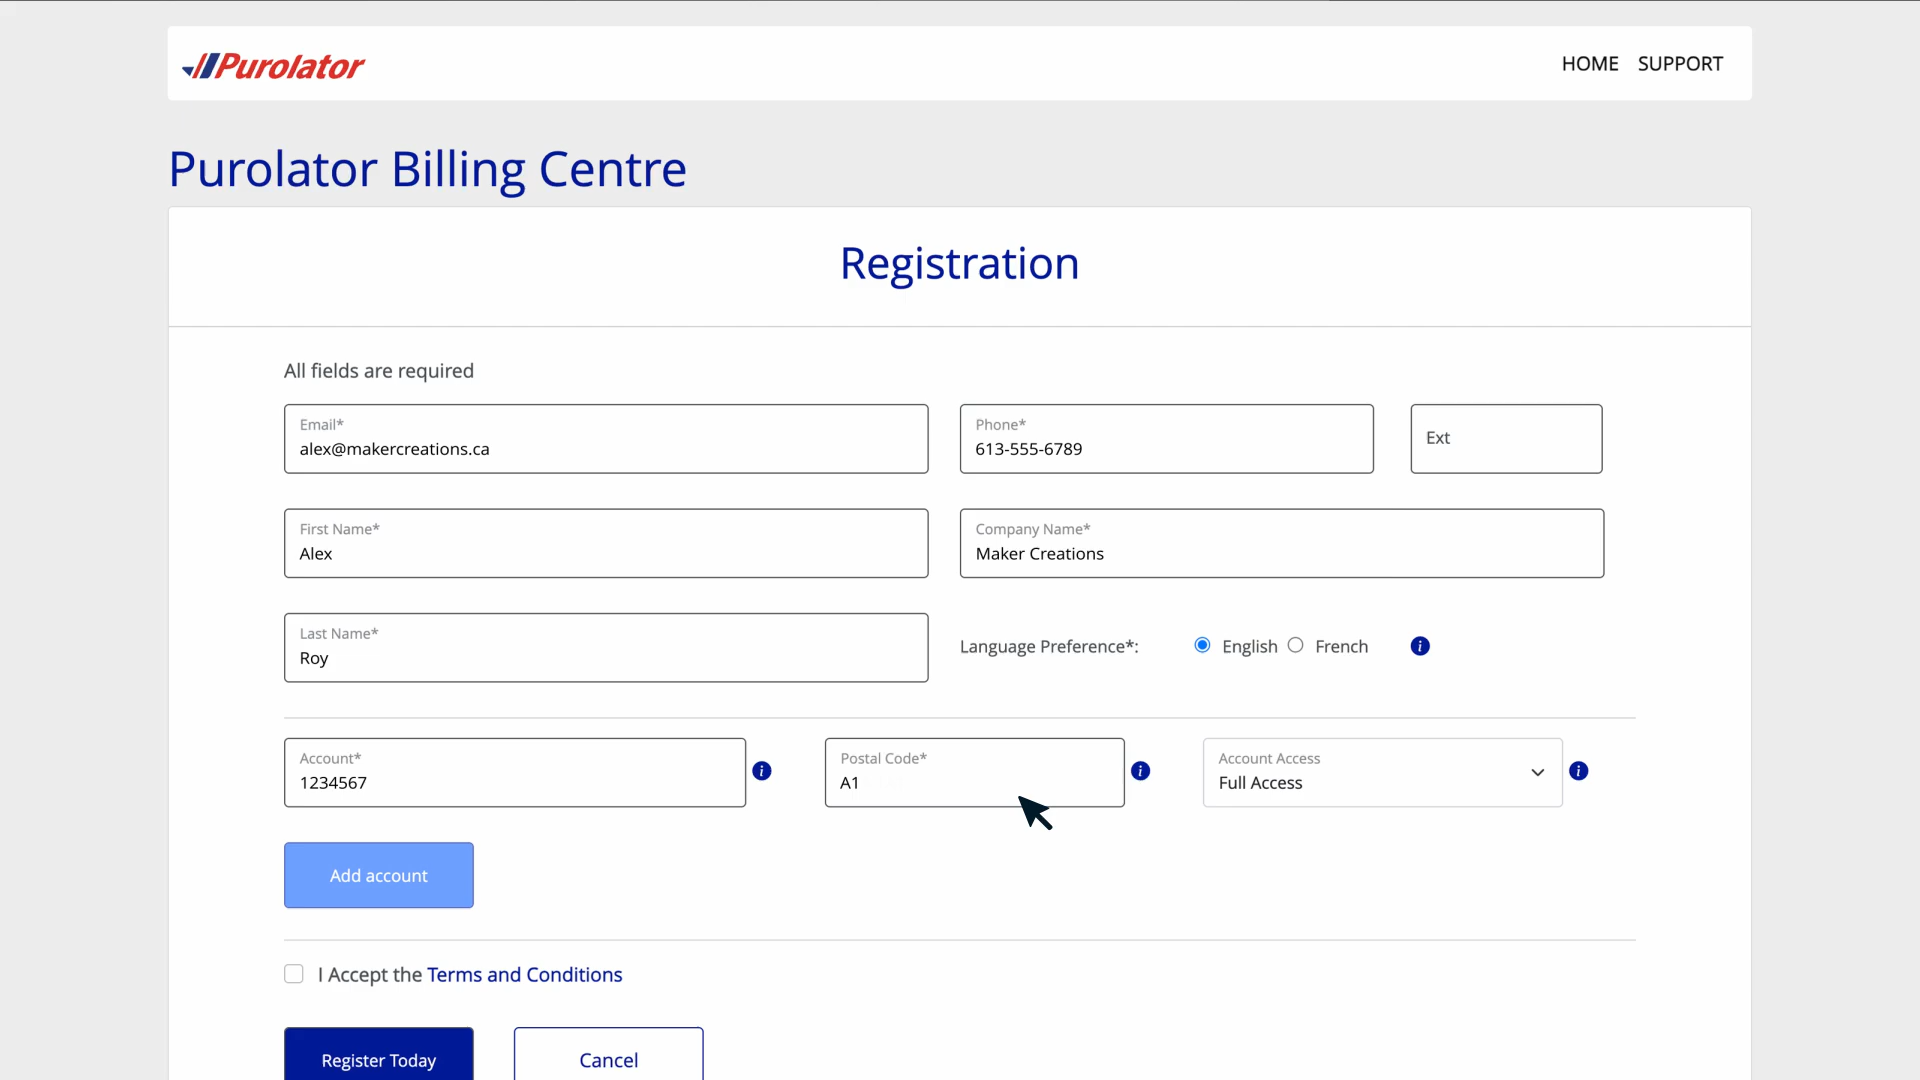 Purolator
HOME SUPPORT
Purolator Billing Centre
Registration
All fields are required
Email* Phone*
alex@makercreations.ca 613-555-6789 Ext
First Name* Company Name*
Alex Maker Creations
Last Name*
Roy
Language Preference*: English French i
Account* Postal Code* Account Access
1234567 i A1 i Full Access i
Add account
I Accept the Terms and Conditions
Register Today Cancel